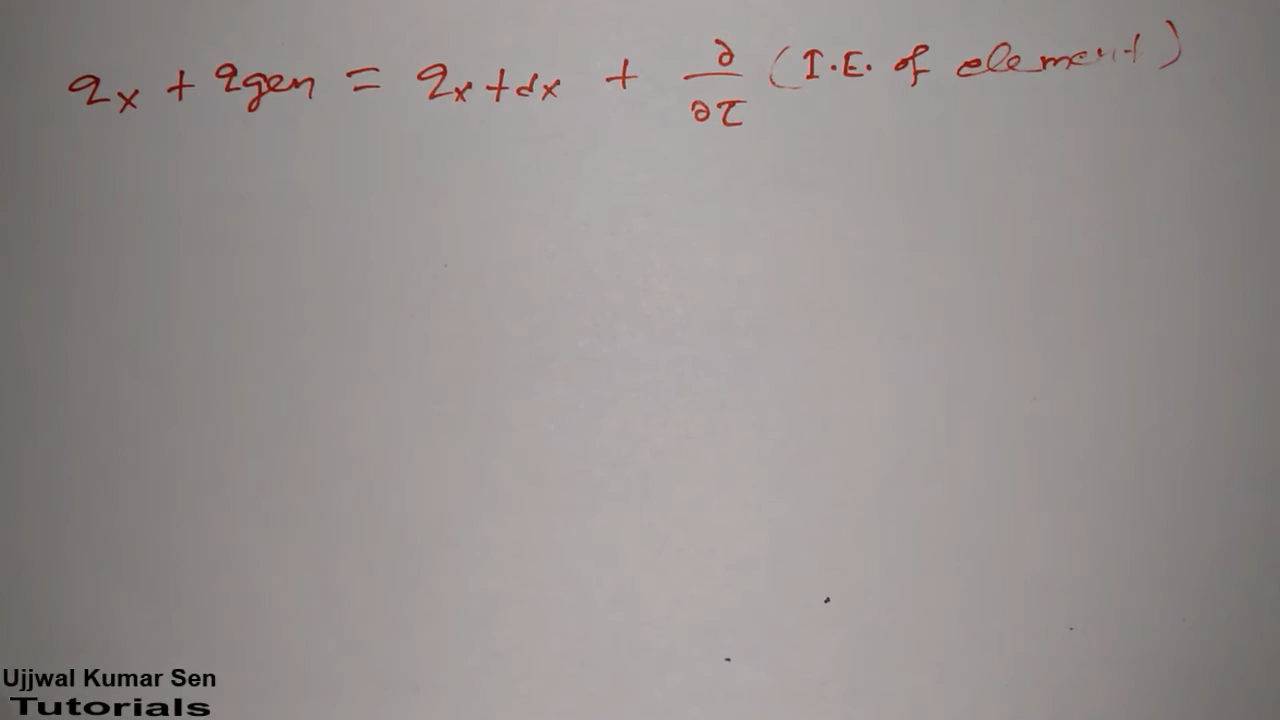 qx + qgen = qx+dx + ∂/∂τ (I.E. of element)
Ujjwal Kumar Sen
Tutorials